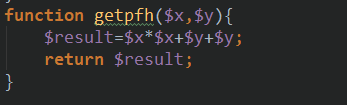 function getpfh($x,$y){
    $result=$x*$x+$y+$y;
    return $result;
}